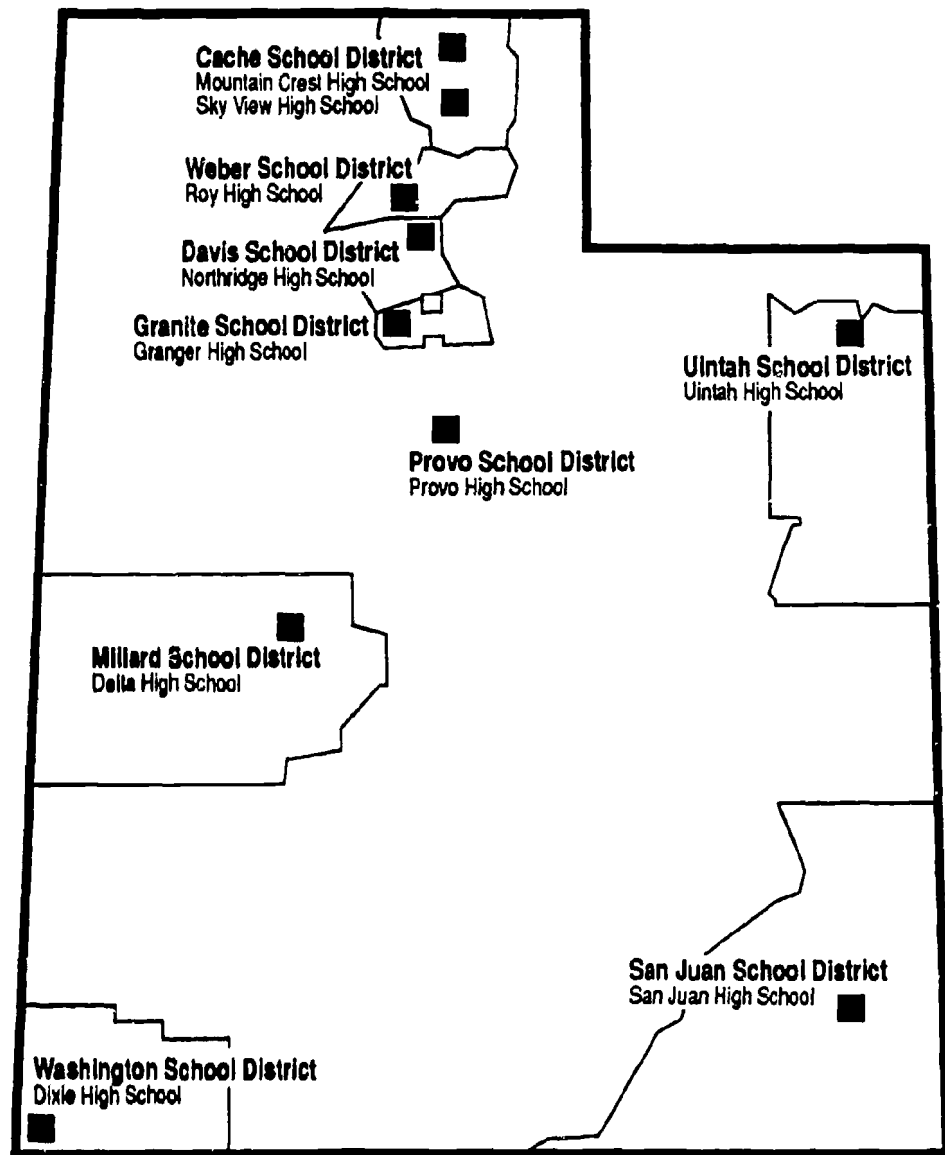 Cache School District
Mountain Crest High School
Sky View High School
Weber School District
Roy High School
Davis School District
Northridge High School
Granite School District
Granger High School
Uintah School District
Uintah High School
Provo School District
Provo High School
Millard School District
Delta High School
San Juan School District
San Juan High School
Washington School District
Dixie High School